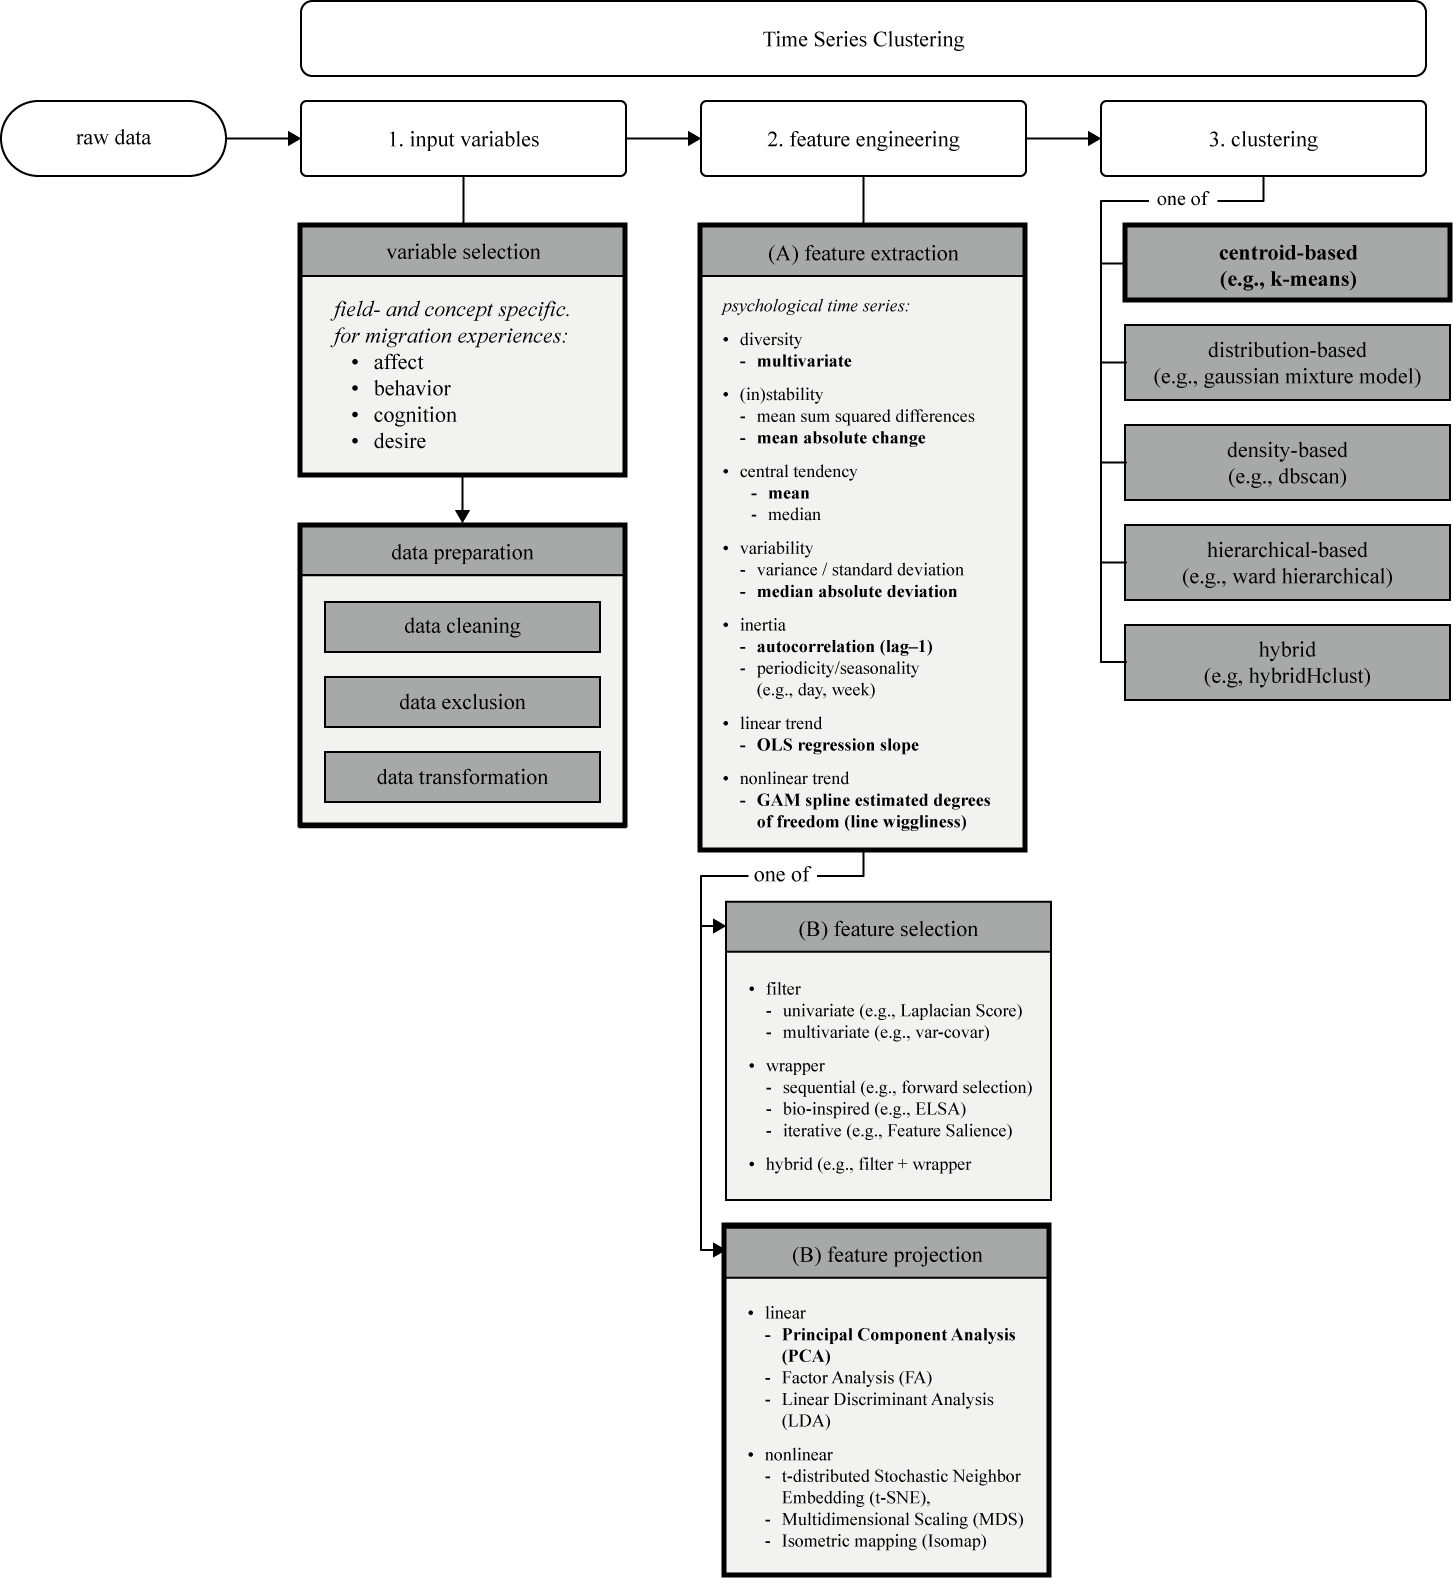 Time Series Clustering
raw data
1. input variables
2. feature engineering
3. clustering
variable selection
field- and concept specific.
for migration experiences:
• affect
• behavior
• cognition
• desire
data preparation
data cleaning
data exclusion
data transformation
(A) feature extraction
psychological time series:
• diversity
- multivariate
• (in)stability
- mean sum squared differences
- mean absolute change
• central tendency
- mean
- median
• variability
- variance / standard deviation
- median absolute deviation
• inertia
- autocorrelation (lag–1)
- periodicity/seasonality
(e.g., day, week)
• linear trend
- OLS regression slope
• nonlinear trend
- GAM spline estimated degrees
of freedom (line wiggliness)
one of
(B) feature selection
• filter
- univariate (e.g., Laplacian Score)
- multivariate (e.g., var-covar)
• wrapper
- sequential (e.g., forward selection)
- bio-inspired (e.g., ELSA)
- iterative (e.g., Feature Salience)
• hybrid (e.g., filter + wrapper
(B) feature projection
• linear
- Principal Component Analysis
(PCA)
- Factor Analysis (FA)
- Linear Discriminant Analysis
(LDA)
• nonlinear
- t-distributed Stochastic Neighbor
Embedding (t-SNE),
- Multidimensional Scaling (MDS)
- Isometric mapping (Isomap)
one of
centroid-based
(e.g., k-means)
distribution-based
(e.g., gaussian mixture model)
density-based
(e.g., dbscan)
hierarchical-based
(e.g., ward hierarchical)
hybrid
(e.g, hybridHclust)